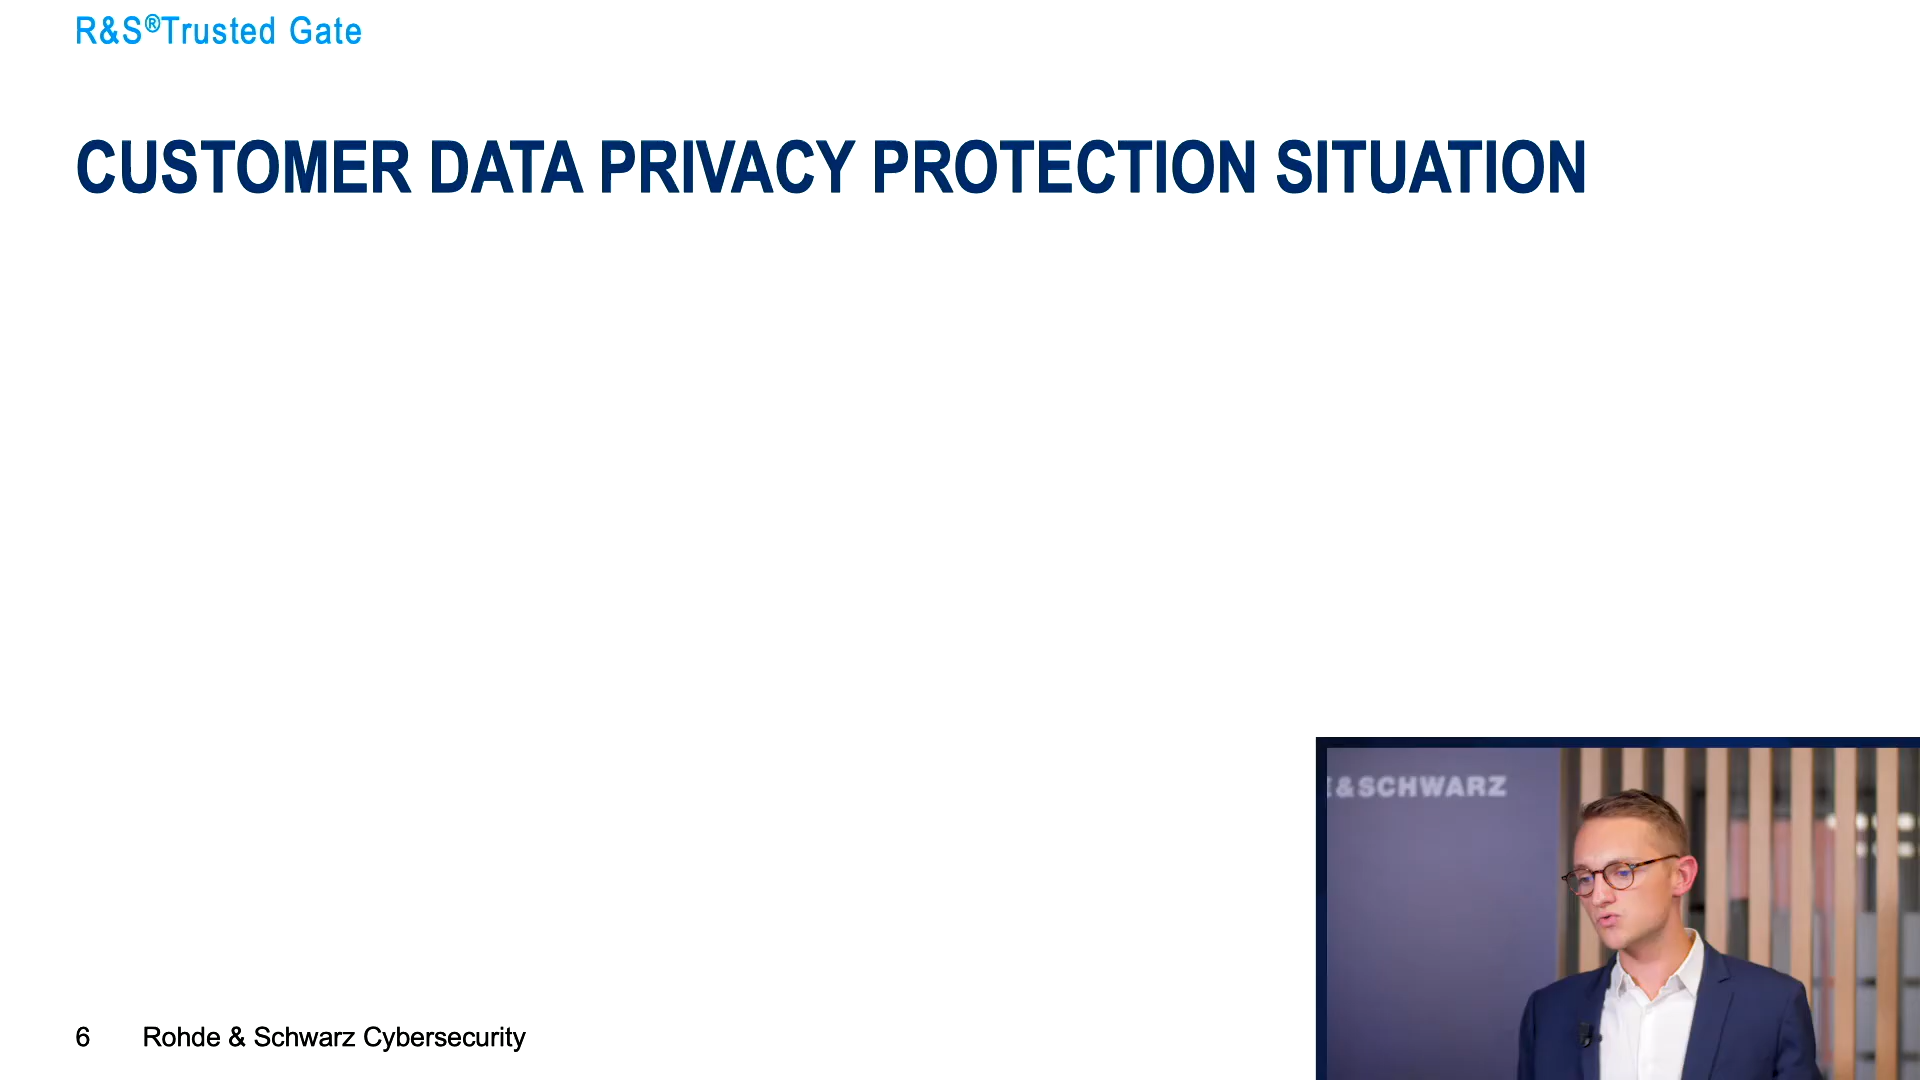 R&S®Trusted Gate
CUSTOMER DATA PRIVACY PROTECTION SITUATION
&SCHWARZ
6 Rohde & Schwarz Cybersecurity